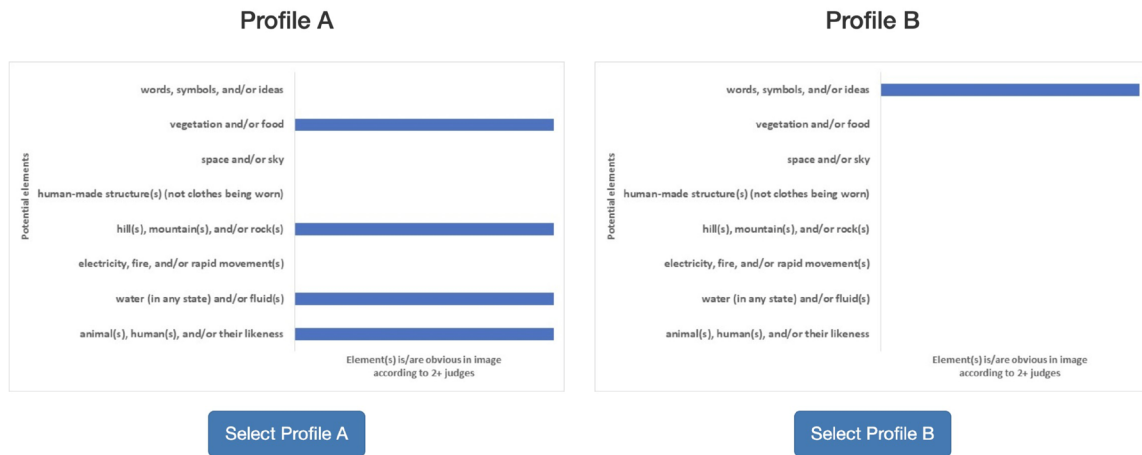 Profile A
words, symbols, and/or ideas
vegetation and/or food
space and/or sky
human-made structure(s) (not clothes being worn)
hill(s), mountain(s), and/or rock(s)
electricity, fire, and/or rapid movement(s)
water (in any state) and/or fluid(s)
animal(s), human(s), and/or their likeness
Potential elements
Element(s) is/are obvious in image
according to 2+ judges
Select Profile A
Profile B
words, symbols, and/or ideas
vegetation and/or food
space and/or sky
human-made structure(s) (not clothes being worn)
hill(s), mountain(s), and/or rock(s)
electricity, fire, and/or rapid movement(s)
water (in any state) and/or fluid(s)
animal(s), human(s), and/or their likeness
Potential elements
Element(s) is/are obvious in image
according to 2+ judges
Select Profile B